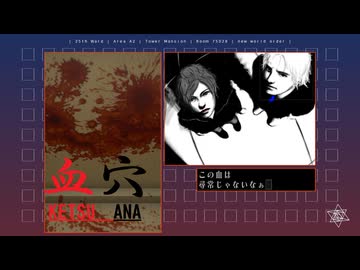 | 25th Ward | Area A2 | Tower Mansion | Room 75028 | new world order |
血 穴
KETSU ANA
この血は
尋常じゃないなぁ